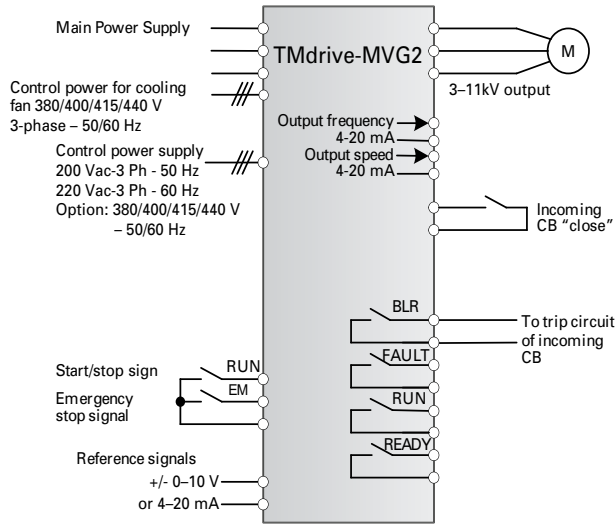 Main Power Supply
TMdrive-MVG2
M
3–11kV output
Control power for cooling
fan 380/400/415/440 V
3-phase – 50/60 Hz
Output frequency
4-20 mA
Output speed
4-20 mA
Control power supply
200 Vac-3 Ph - 50 Hz
220 Vac-3 Ph - 60 Hz
Option: 380/400/415/440 V
– 50/60 Hz
Incoming
CB “close”
BLR
To trip circuit
of incoming
CB
FAULT
RUN
READY
Start/stop sign
RUN
Emergency
stop signal
EM
Reference signals
+/- 0–10 V
or 4–20 mA